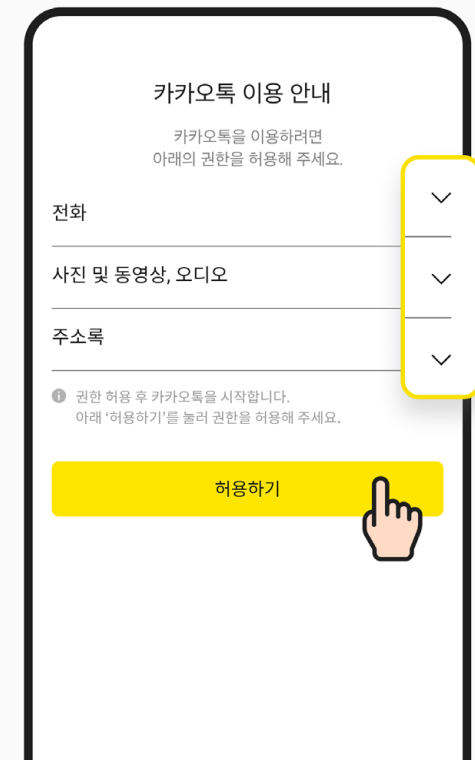 카카오톡 이용 안내
카카오톡을 이용하려면
아래의 권한을 허용해 주세요.
전화
사진 및 동영상, 오디오
주소록
권한 허용 후 카카오톡을 시작합니다.
아래 ‘허용하기’를 눌러 권한을 허용해 주세요.
허용하기